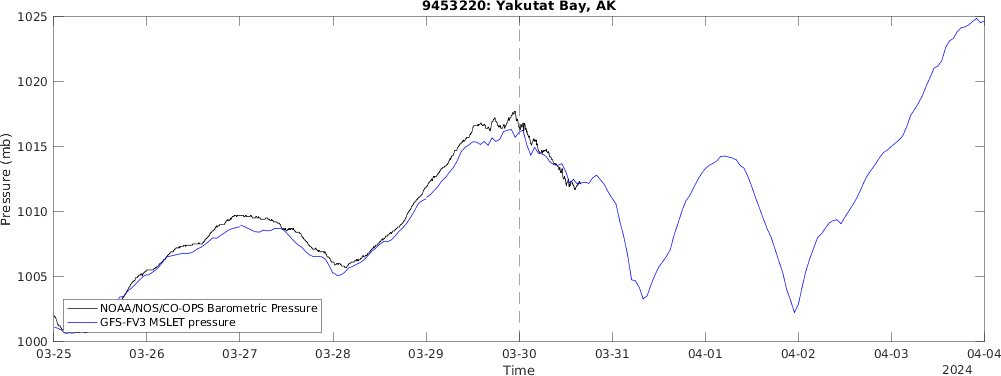 9453220: Yakutat Bay, AK
Pressure (mb)
1025
1020
1015
1010
1005
1000
NOAA/NOS/CO-OPS Barometric Pressure
GFS-FV3 MSLET pressure
03-25 03-26 03-27 03-28 03-29 03-30 03-31 04-01 04-02 04-03 04-04
Time
2024